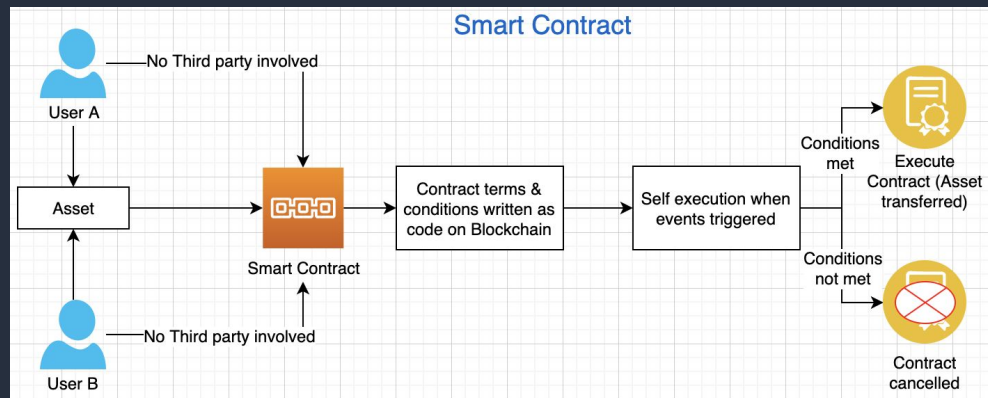 Smart Contract
No Third party involved
User A
Asset
Smart Contract
Contract terms &
conditions written as
code on Blockchain
Self execution when
events triggered
Conditions
met
Execute
Contract (Asset
transferred)
Conditions
not met
Contract
cancelled
No Third party involved
User B